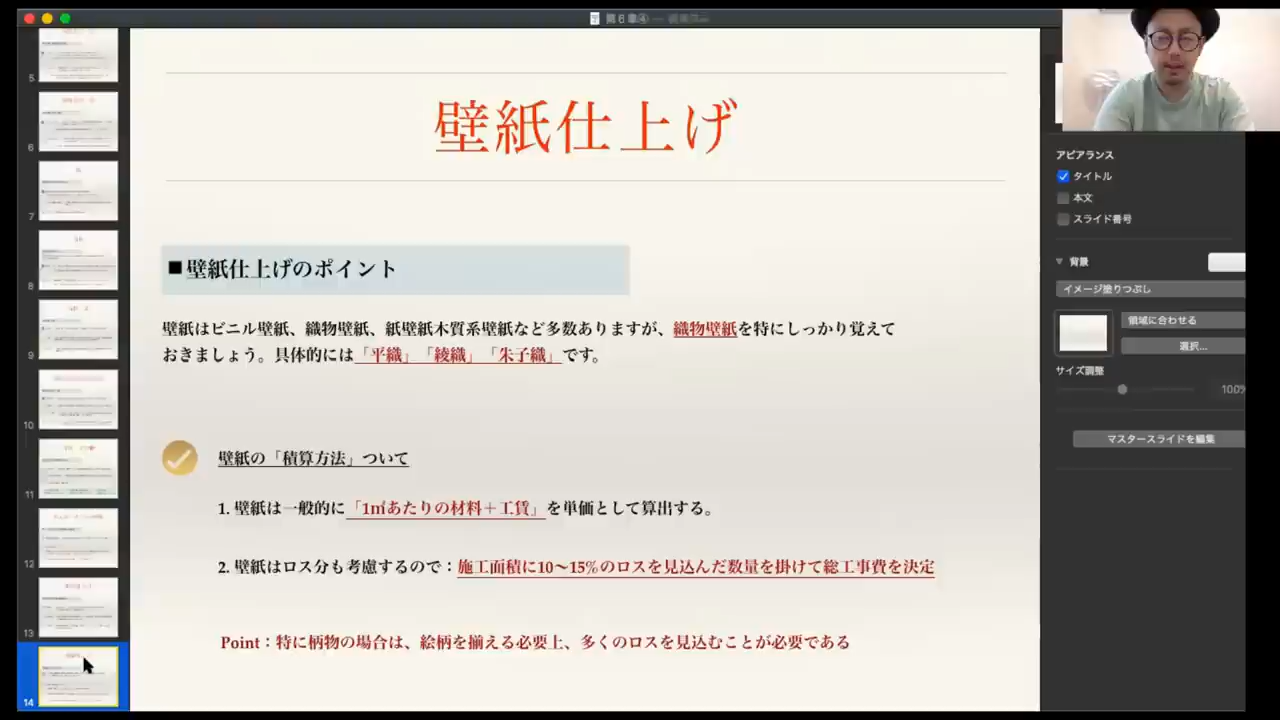 第6章④ —
壁紙仕上げ
■壁紙仕上げのポイント
壁紙はビニル壁紙、織物壁紙、紙壁紙木質系壁紙など多数ありますが、織物壁紙を特にしっかり覚えて
おきましょう。具体的には「平織」「綾織」「朱子織」です。
壁紙の「積算方法」ついて
1. 壁紙は一般的に「1㎡あたりの材料＋工賃」を単価として算出する。
2. 壁紙はロス分も考慮するので：施工面積に10〜15%のロスを見込んだ数量を掛けて総工事費を決定
Point：特に柄物の場合は、絵柄を揃える必要上、多くのロスを見込むことが必要である
5
6
7
8
9
10
11
12
13
14
アピアランス
タイトル
本文
スライド番号
背景
イメージ塗りつぶし
領域に合わせる
選択...
サイズ調整
100%
マスタースライドを編集